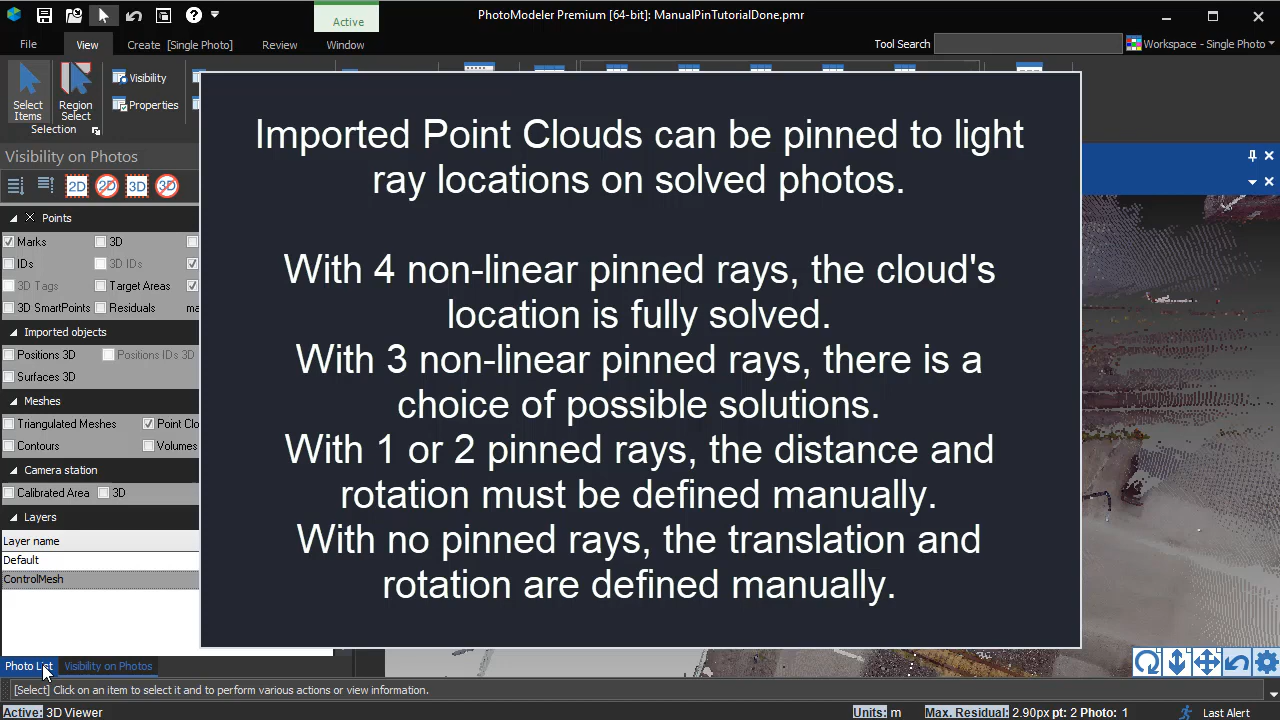 Active
PhotoModeler Premium [64-bit]: ManualPinTutorialDone.pmr
File
View
Create [Single Photo]
Review
Window
Tool Search
Workspace - Single Photo
Select Items
Region Select
Visibility
Properties
Selection
Visibility on Photos
2D
2D
3D
3D
Points
Marks
3D
IDs
3D IDs
3D Tags
Target Areas
3D SmartPoints
Residuals
Imported objects
Positions 3D
Positions IDs 3D
Surfaces 3D
Meshes
Triangulated Meshes
Contours
Volumes
Camera station
Calibrated Area
3D
Layers
Layer name
Default
ControlMesh
Imported Point Clouds can be pinned to light
ray locations on solved photos.
With 4 non-linear pinned rays, the cloud's
location is fully solved.
With 3 non-linear pinned rays, there is a
choice of possible solutions.
With 1 or 2 pinned rays, the distance and
rotation must be defined manually.
With no pinned rays, the translation and
rotation are defined manually.
Photo List
Visibility on Photos
[Select] Click on an item to select it and to perform various actions or view information.
Active: 3D Viewer
Units: m
Max. Residual: 2.90px pt: 2 Photo: 1
Last Alert